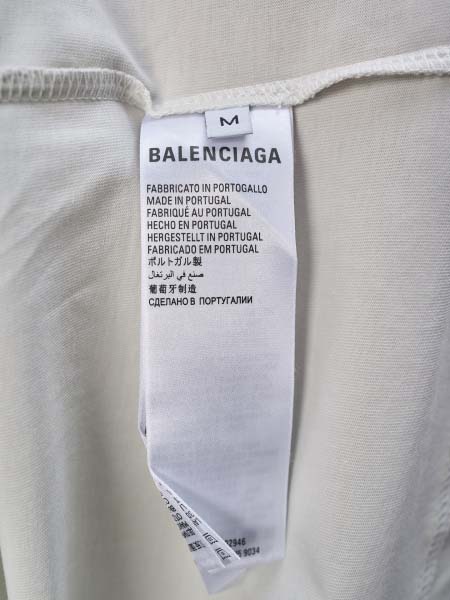 M
BALENCIAGA
FABBRICATO IN PORTOGALLO
MADE IN PORTUGAL
FABRIQUÉ AU PORTUGAL
HECHO EN PORTUGAL
HERGESTELLT IN PORTUGAL
FABRICADO EM PORTUGAL
ポルトガル製
صنع في البرتغال
葡萄牙制造
СДЕЛАНО В ПОРТУГАЛИИ
9034